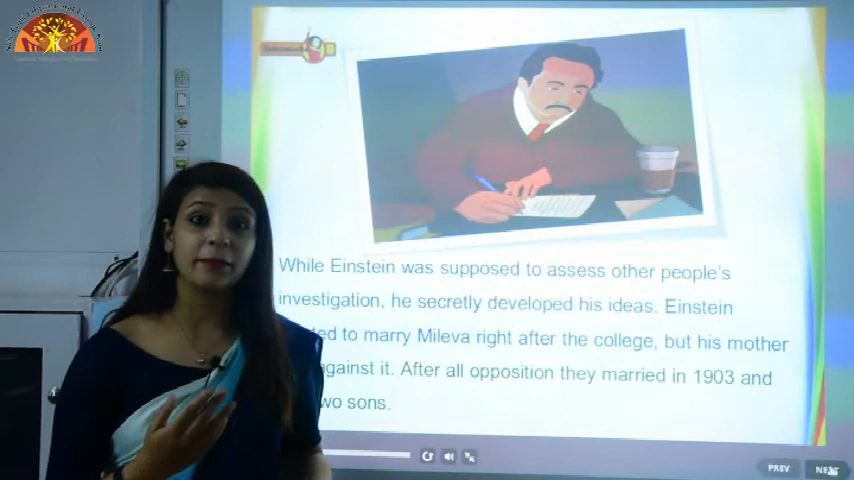 While Einstein was supposed to assess other people's
investigation, he secretly developed his ideas. Einstein
ted to marry Mileva right after the college, but his mother
against it. After all opposition they married in 1903 and
wo sons.
PREV
NEXT